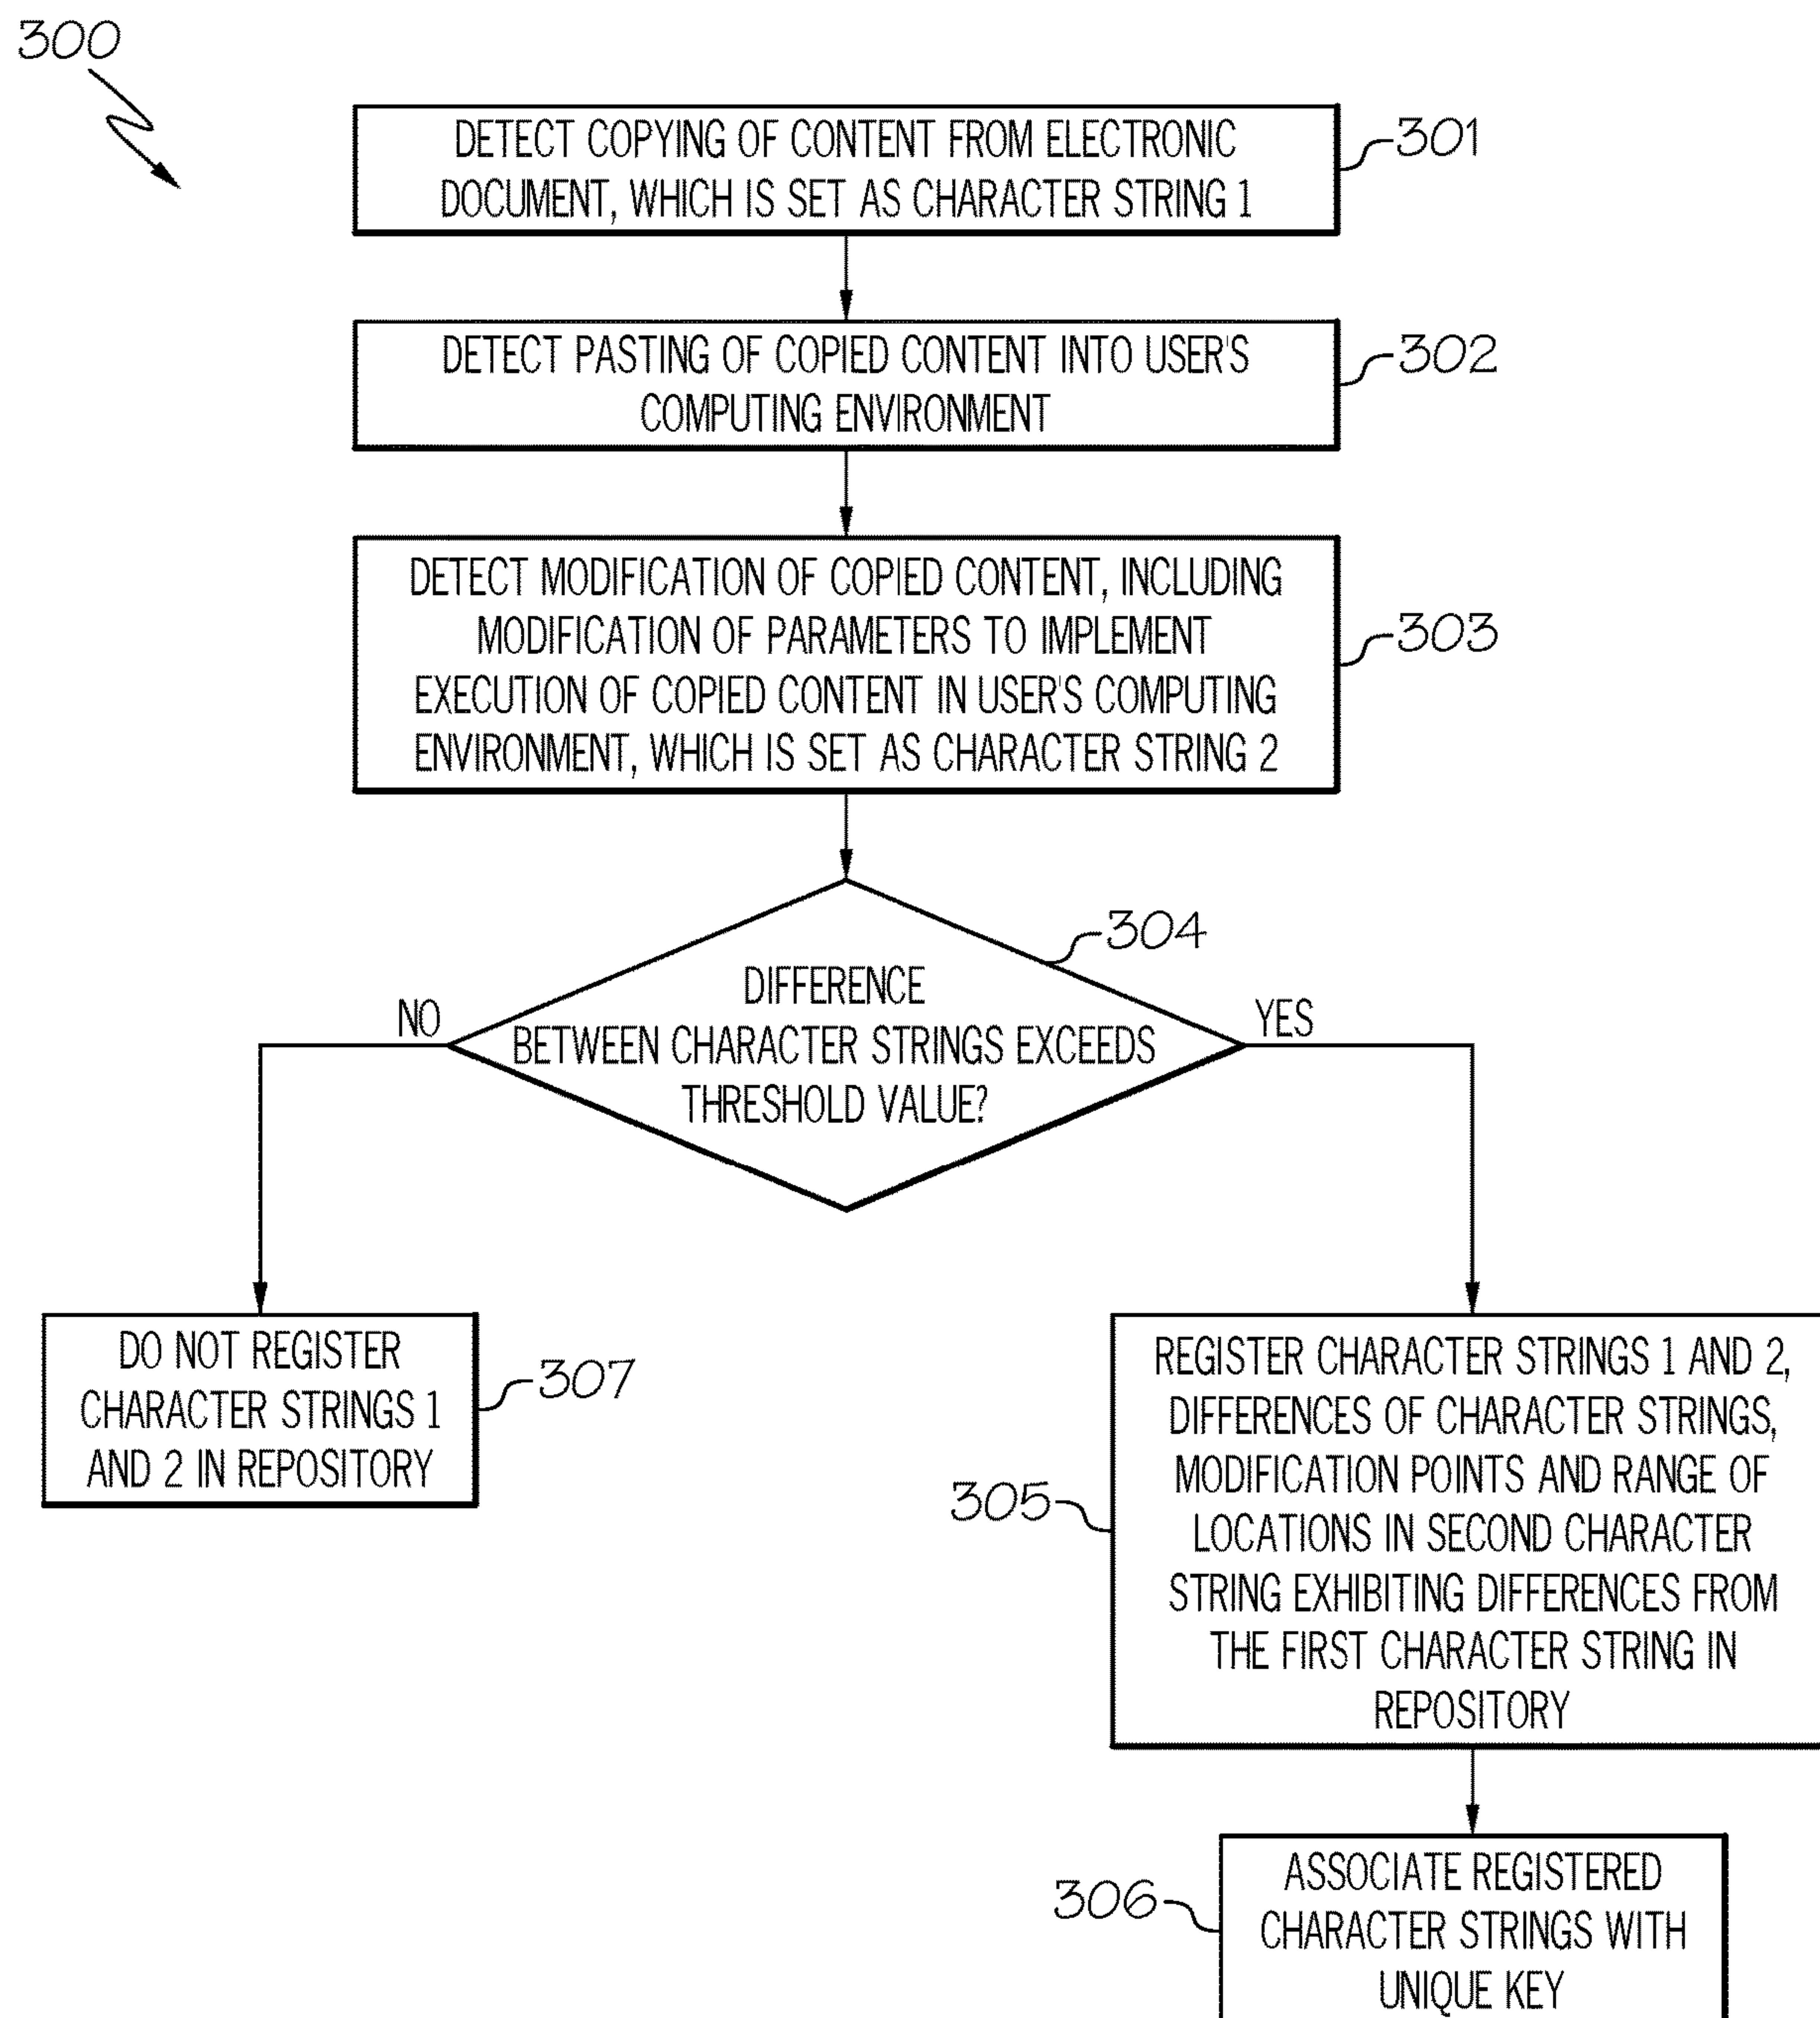 300
DETECT COPYING OF CONTENT FROM ELECTRONIC
DOCUMENT, WHICH IS SET AS CHARACTER STRING 1
301
DETECT PASTING OF COPIED CONTENT INTO USER'S
COMPUTING ENVIRONMENT
302
DETECT MODIFICATION OF COPIED CONTENT, INCLUDING
MODIFICATION OF PARAMETERS TO IMPLEMENT
EXECUTION OF COPIED CONTENT IN USER'S COMPUTING
ENVIRONMENT, WHICH IS SET AS CHARACTER STRING 2
303
304
DIFFERENCE
BETWEEN CHARACTER STRINGS EXCEEDS
THRESHOLD VALUE?
NO
YES
DO NOT REGISTER
CHARACTER STRINGS 1
AND 2 IN REPOSITORY
307
REGISTER CHARACTER STRINGS 1 AND 2,
DIFFERENCES OF CHARACTER STRINGS,
MODIFICATION POINTS AND RANGE OF
LOCATIONS IN SECOND CHARACTER
STRING EXHIBITING DIFFERENCES FROM
THE FIRST CHARACTER STRING IN
REPOSITORY
305
ASSOCIATE REGISTERED
CHARACTER STRINGS WITH
UNIQUE KEY
306